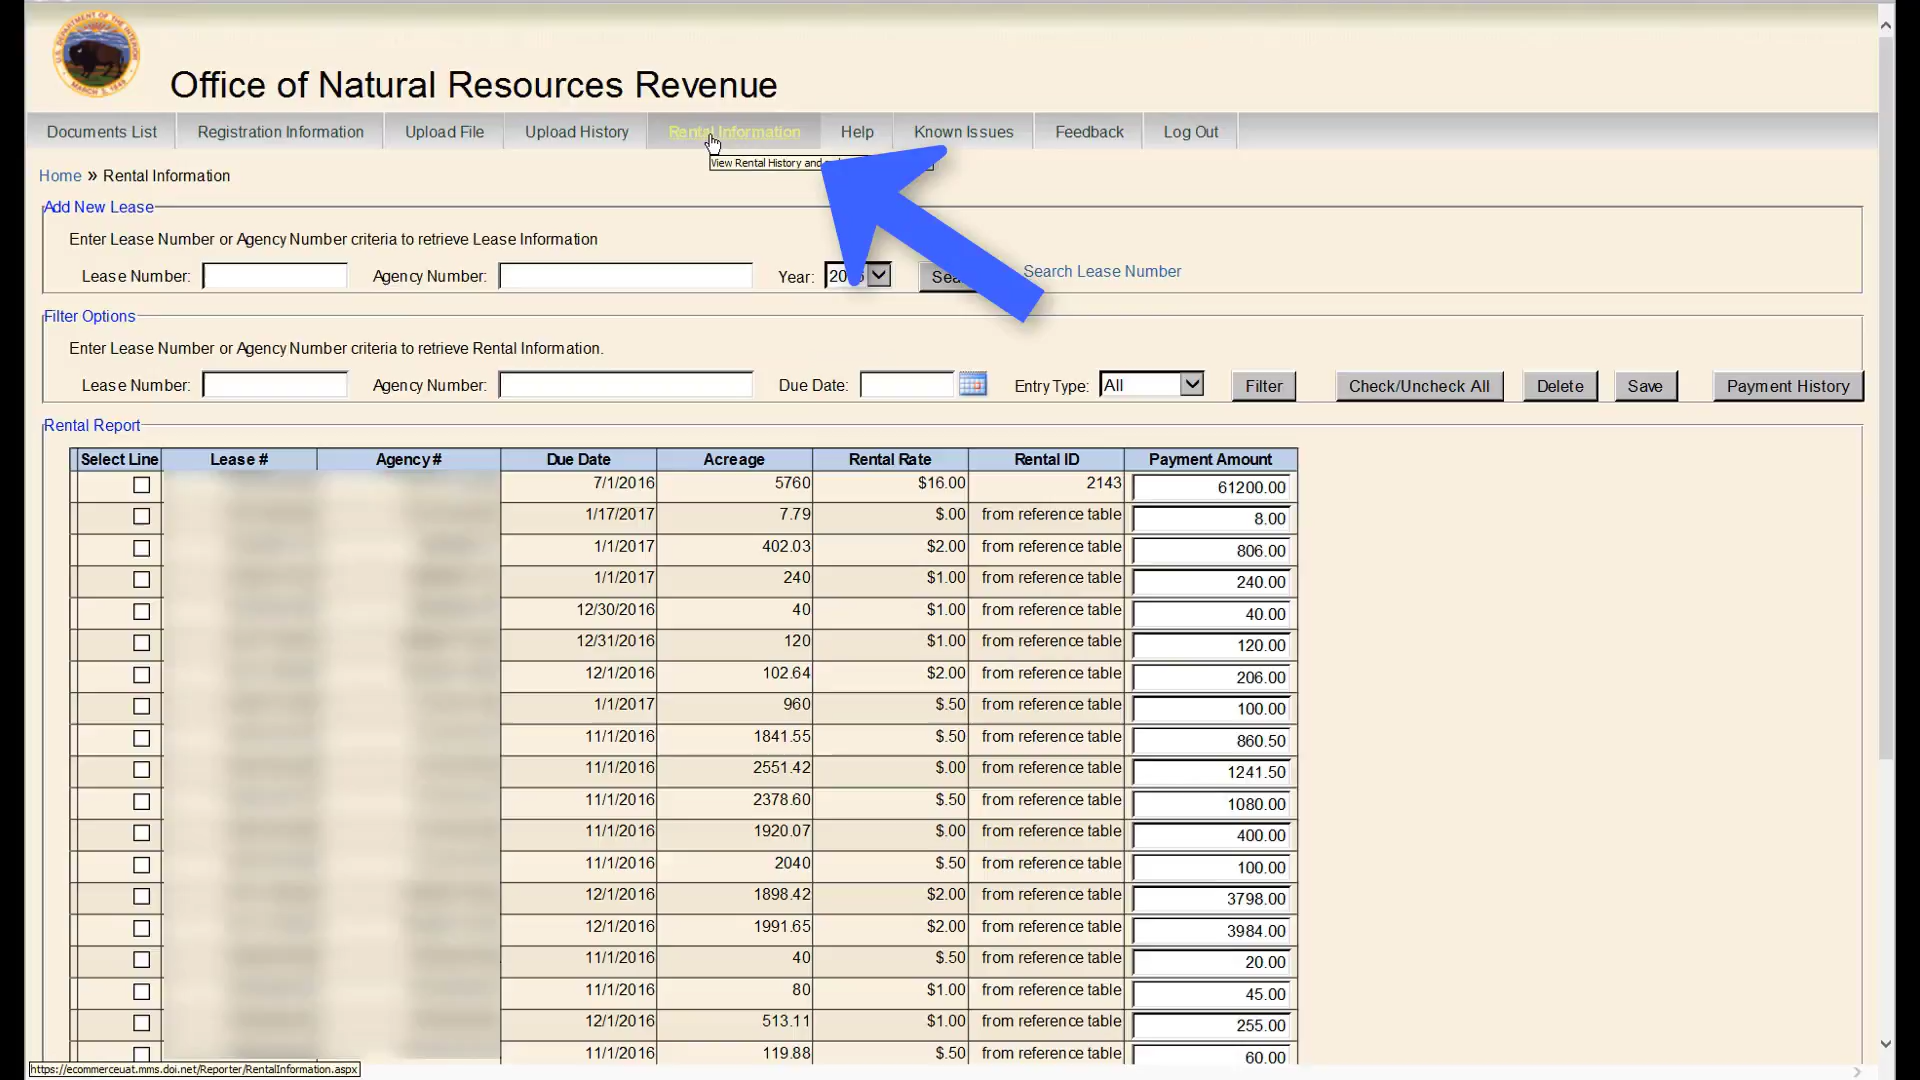 U.S. DEPARTMENT OF THE INTERIOR
MARCH 3, 1849
Office of Natural Resources Revenue
Documents List Registration Information Upload File Upload History Rental Information Help Known Issues Feedback Log Out
View Rental History and
Home » Rental Information
Add New Lease
Enter Lease Number or Agency Number criteria to retrieve Lease Information
Lease Number: Agency Number: Year: Search Lease Number
Filter Options
Enter Lease Number or Agency Number criteria to retrieve Rental Information.
Lease Number: Agency Number: Due Date: Entry Type: All Filter Check/Uncheck All Delete Save Payment History
Rental Report
Select Line Lease # Agency # Due Date Acreage Rental Rate Rental ID Payment Amount
7/1/2016 5760 $16.00 2143 61200.00
1/17/2017 7.79 $.00 from reference table 8.00
1/1/2017 402.03 $2.00 from reference table 806.00
1/1/2017 240 $1.00 from reference table 240.00
12/30/2016 40 $1.00 from reference table 40.00
12/31/2016 120 $1.00 from reference table 120.00
12/1/2016 102.64 $2.00 from reference table 206.00
1/1/2017 960 $.50 from reference table 100.00
11/1/2016 1841.55 $.50 from reference table 860.50
11/1/2016 2551.42 $.00 from reference table 1241.50
11/1/2016 2378.60 $.50 from reference table 1080.00
11/1/2016 1920.07 $.00 from reference table 400.00
11/1/2016 2040 $.50 from reference table 100.00
12/1/2016 1898.42 $2.00 from reference table 3798.00
12/1/2016 1991.65 $2.00 from reference table 3984.00
11/1/2016 40 $.50 from reference table 20.00
11/1/2016 80 $1.00 from reference table 45.00
12/1/2016 513.11 $1.00 from reference table 255.00
11/1/2016 119.88 $.50 from reference table 60.00
https://ecommerceuat.mms.doi.net/Reporter/RentalInformation.aspx